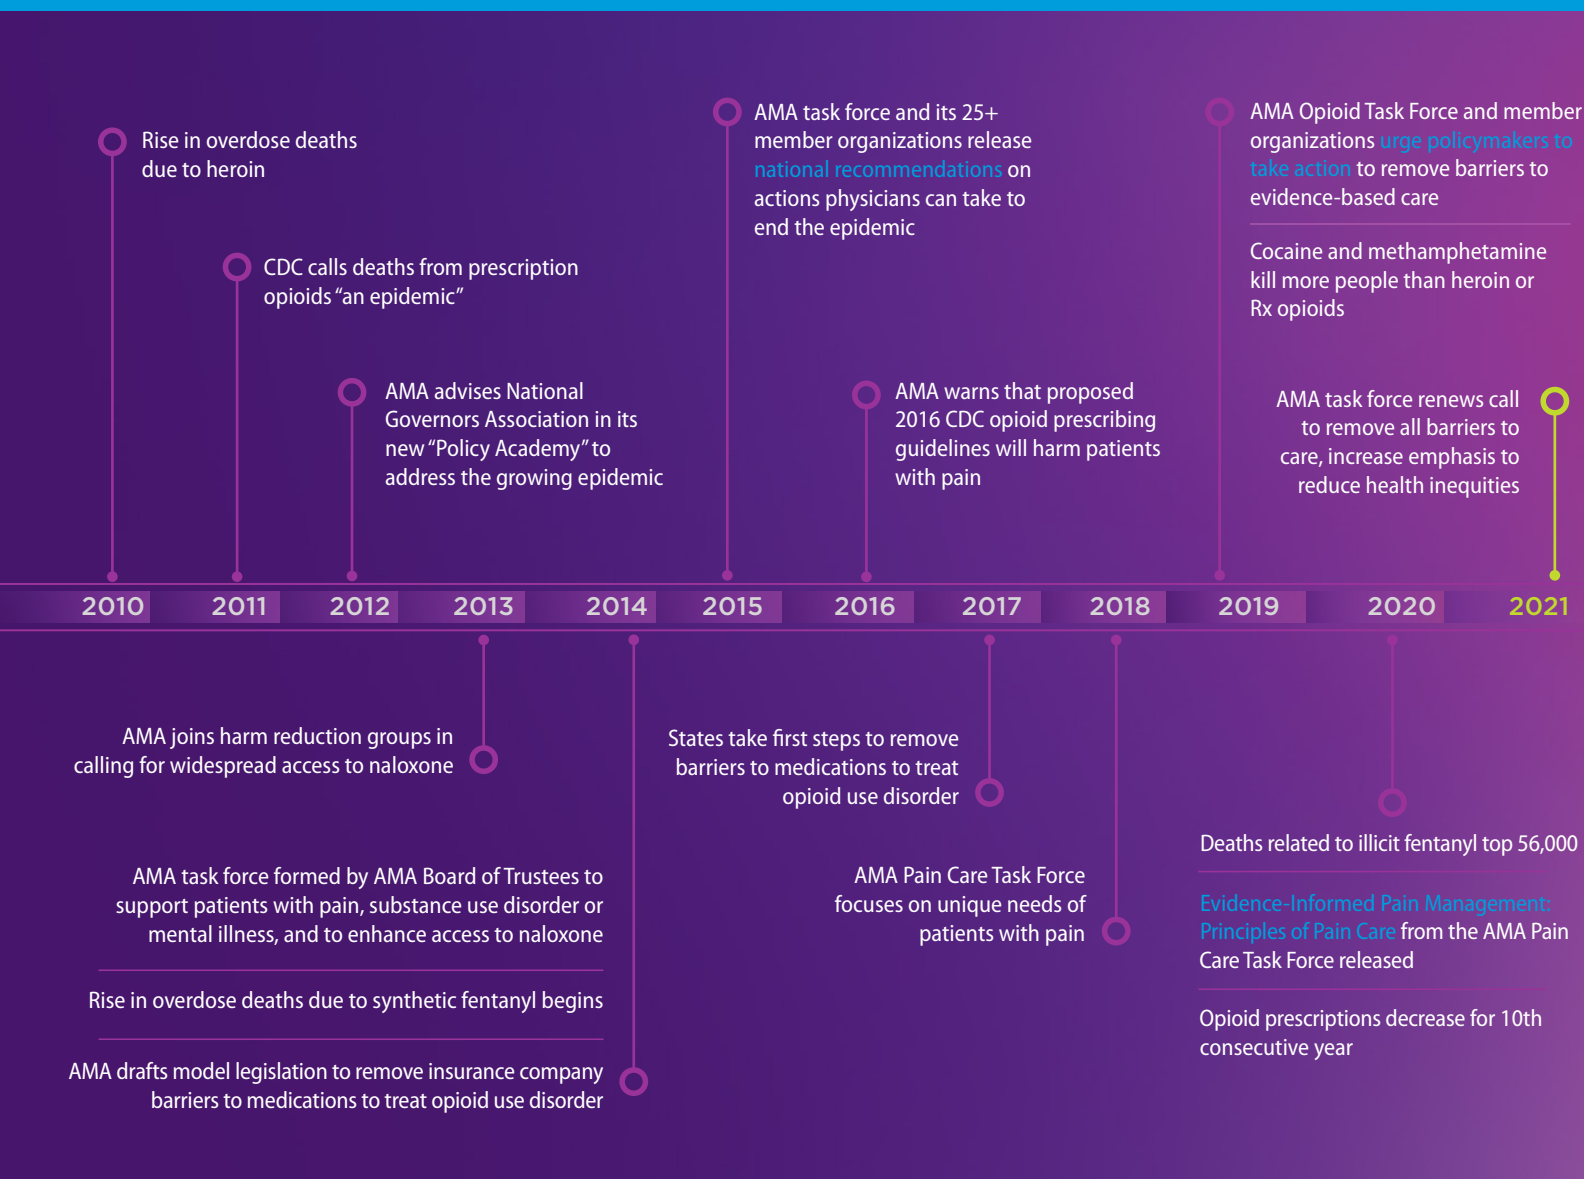 Rise in overdose deaths
due to heroin
CDC calls deaths from prescription
opioids “an epidemic”
AMA advises National
Governors Association in its
new “Policy Academy” to
address the growing epidemic
AMA task force and its 25+
member organizations release
national recommendations on
actions physicians can take to
end the epidemic
AMA warns that proposed
2016 CDC opioid prescribing
guidelines will harm patients
with pain
AMA Opioid Task Force and member
organizations urge policymakers to
take action to remove barriers to
evidence-based care
Cocaine and methamphetamine
kill more people than heroin or
Rx opioids
AMA task force renews call
to remove all barriers to
care, increase emphasis to
reduce health inequities
2010 2011 2012 2013 2014 2015 2016 2017 2018 2019 2020 2021
AMA joins harm reduction groups in
calling for widespread access to naloxone
AMA task force formed by AMA Board of Trustees to
support patients with pain, substance use disorder or
mental illness, and to enhance access to naloxone
Rise in overdose deaths due to synthetic fentanyl begins
AMA drafts model legislation to remove insurance company
barriers to medications to treat opioid use disorder
States take first steps to remove
barriers to medications to treat
opioid use disorder
AMA Pain Care Task Force
focuses on unique needs of
patients with pain
Deaths related to illicit fentanyl top 56,000
Evidence-Informed Pain Management:
Principles of Pain Care from the AMA Pain
Care Task Force released
Opioid prescriptions decrease for 10th
consecutive year